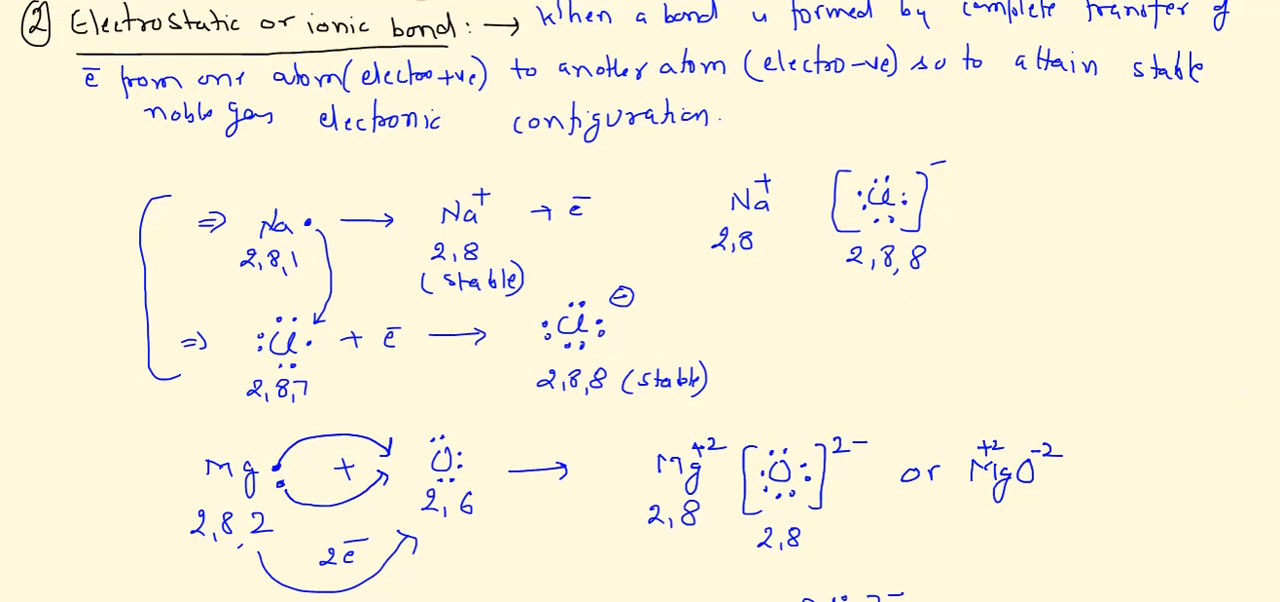 ② Electrostatic or ionic bond : → When a bond is formed by complete transfer of
ē from one atom (electro +ve) to another atom (electro -ve) so to attain stable
noble gas electronic configuration.
⇒ Na• → Na⁺ + ē Na⁺ [:C̈l:]⁻
2,8,1 2,8 2,8 2,8,8
(stable)
⇒ :Cl. + ē → :Cl: ⊖
2,8,7 2,8,8 (stable)
Mg: + Ö: → Mg⁺² [:Ö:]²⁻ or Mg⁺²O⁻²
2,8,2 2,6 2,8 2,8
2ē